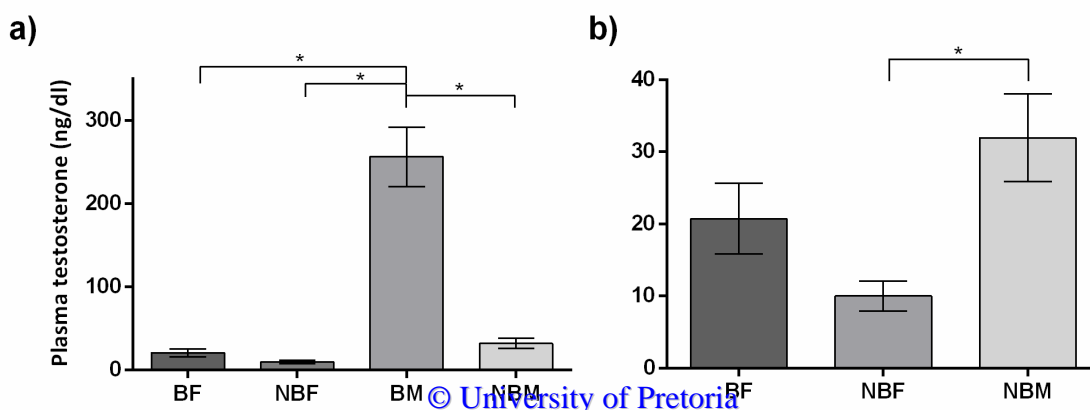 a)
*
*
*
Plasma testosterone (ng/dl)
300
200
100
0
BF NBF BM NBM
b)
*
40
30
20
10
0
BF NBF NBM
© University of Pretoria